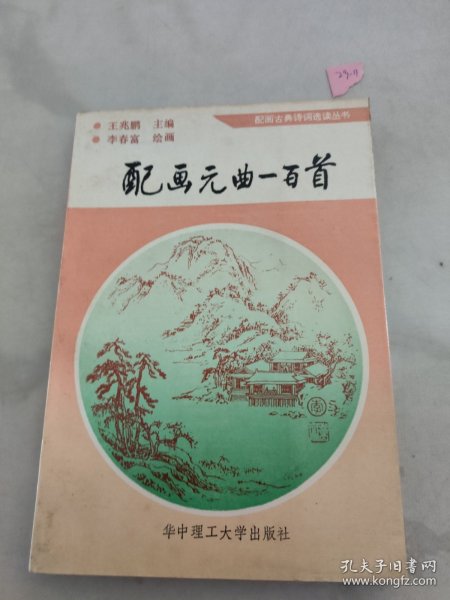 配画古典诗词选读丛书
王兆鹏 主编
李春富 绘画
配画元曲一百首
华中理工大学出版社
孔夫子旧书网
www.kongfz.com